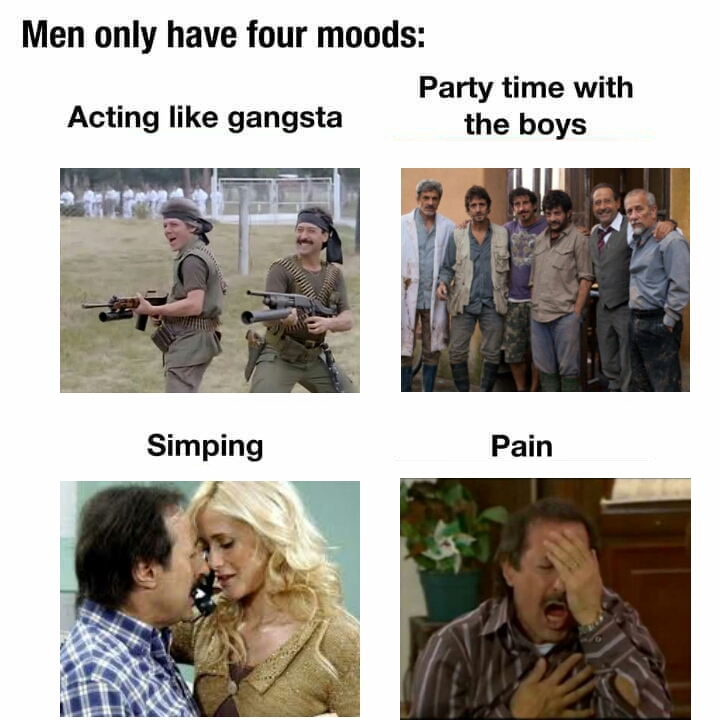 Men only have four moods:
Acting like gangsta
Party time with
the boys
Simping
Pain